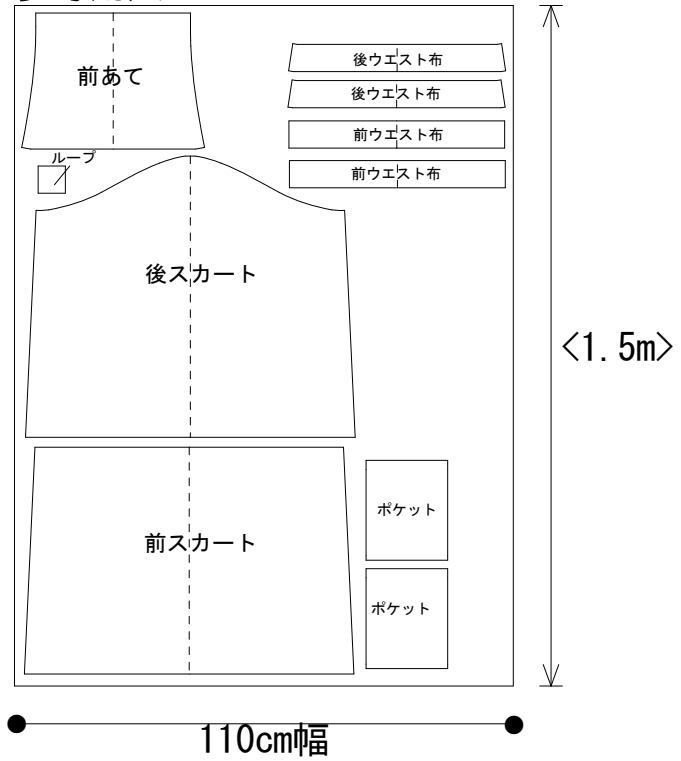 前あて
後ウエスト布
後ウエスト布
前ウエスト布
ループ
前ウエスト布
後スカート
<1.5m>
ポケット
前スカート
ポケット
110cm幅